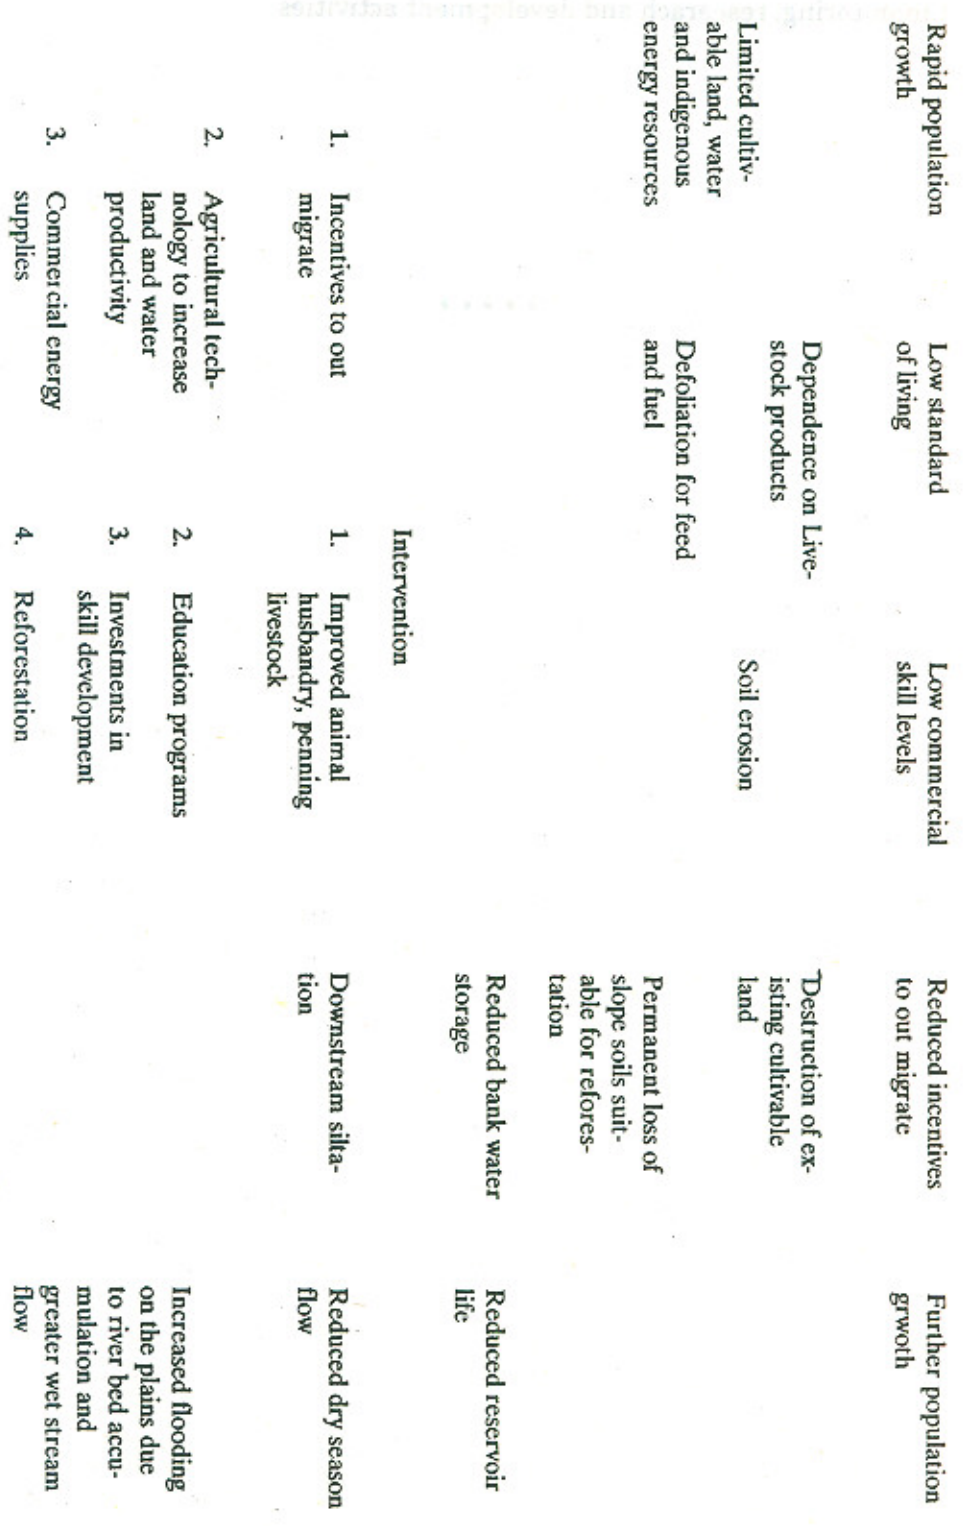 Rapid population
growth
Low standard
of living
Low commercial
skill levels
Reduced incentives
to out migrate
Further population
grwoth
Dependence on Live-
stock products
Destruction of ex-
isting cultivable
land
Limited cultiv-
able land, water
and indigenous
energy resources
Soil erosion
Defoliation for feed
and fuel
Permanent loss of
slope soils suit-
able for refores-
tation
Reduced bank water
storage
Reduced reservoir
life
Intervention
1. Incentives to out
migrate
2. Agricultural tech-
nology to increase
land and water
productivity
3. Commercial energy
supplies
1. Improved animal
husbandry, penning
livestock
2. Education programs
3. Investments in
skill development
4. Reforestation
Downstream silta-
tion
Reduced dry season
flow
Increased flooding
on the plains due
to river bed accu-
mulation and
greater wet stream
flow